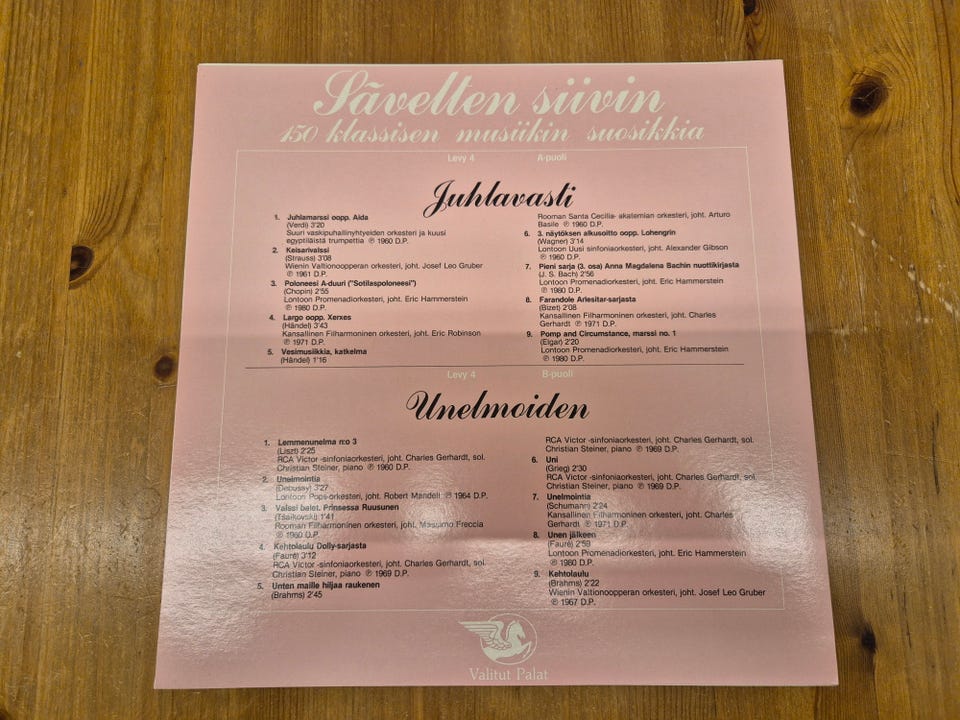 Sävelten siivin
150 klassisen musiikin suosikkia
Levy 4 A-puoli
Juhlavasti
1. Juhlamarssi oopp. Aida
(Verdi) 3'20
Suuri vaskipuhallinyhtyeiden orkesteri ja kuusi
egyptiläistä trumpettia ℗ 1960 D.P.
2. Keisarivalssi
(Strauss) 3'08
Wienin Valtionoopperan orkesteri, joht. Josef Leo Gruber
℗ 1961 D.P.
3. Poloneesi A-duuri ("Sotilaspoloneesi")
(Chopin) 2'55
Lontoon Promenadiorkesteri, joht. Eric Hammerstein
℗ 1980 D.P.
4. Largo oopp. Xerxes
(Händel) 3'43
Kansallinen Filharmoninen orkesteri, joht. Eric Robinson
℗ 1971 D.P.
5. Vesimusiikkia, katkelma
(Händel) 1'16
Rooman Santa Cecilia- akatemian orkesteri, joht. Arturo
Basile ℗ 1960 D.P.
6. 3. näytöksen alkusoitto oopp. Lohengrin
(Wagner) 3'14
Lontoon Uusi sinfoniaorkesteri, joht. Alexander Gibson
℗ 1960 D.P.
7. Pieni sarja (3. osa) Anna Magdalena Bachin nuottikirjasta
(J. S. Bach) 2'56
Lontoon Promenadiorkesteri, joht. Eric Hammerstein
℗ 1980 D.P.
8. Farandole Arlesitar-sarjasta
(Bizet) 2'08
Kansallinen Filharmoninen orkesteri, joht. Charles
Gerhardt ℗ 1971 D.P.
9. Pomp and Circumstance, marssi no. 1
(Elgar) 2'20
Lontoon Promenadiorkesteri, joht. Eric Hammerstein
℗ 1980 D.P.
Levy 4 B-puoli
Unelmoiden
1. Lemmenunelma n:o 3
(Liszt) 2'25
RCA Victor -sinfoniaorkesteri, joht. Charles Gerhardt, sol.
Christian Steiner, piano ℗ 1960 D.P.
2. Unelmointia
(Debussy) 3'27
Lontoon Pops-orkesteri, joht. Robert Mandell ℗ 1964 D.P.
3. Valssi balet. Prinsessa Ruusunen
(Tšaikovski) 1'41
Rooman Filharmoninen orkesteri, joht. Massimo Freccia
℗ 1960 D.P.
4. Kehtolaulu Dolly-sarjasta
(Fauré) 3'12
RCA Victor -sinfoniaorkesteri, joht. Charles Gerhardt, sol.
Christian Steiner, piano ℗ 1969 D.P.
5. Unten maille hiljaa raukenen
(Brahms) 2'45
RCA Victor -sinfoniaorkesteri, joht. Charles Gerhardt, sol.
Christian Steiner, piano ℗ 1969 D.P.
6. Uni
(Grieg) 2'30
RCA Victor -sinfoniaorkesteri, joht. Charles Gerhardt, sol.
Christian Steiner, piano ℗ 1969 D.P.
7. Unelmointia
(Schumann) 2'24
Kansallinen Filharmoninen orkesteri, joht. Charles
Gerhardt ℗ 1971 D.P.
8. Unen jälkeen
(Fauré) 2'59
Lontoon Promenadiorkesteri, joht. Eric Hammerstein
℗ 1980 D.P.
9. Kehtolaulu
(Brahms) 2'22
Wienin Valtionoopperan orkesteri, joht. Josef Leo Gruber
℗ 1967 D.P.
Valitut Palat